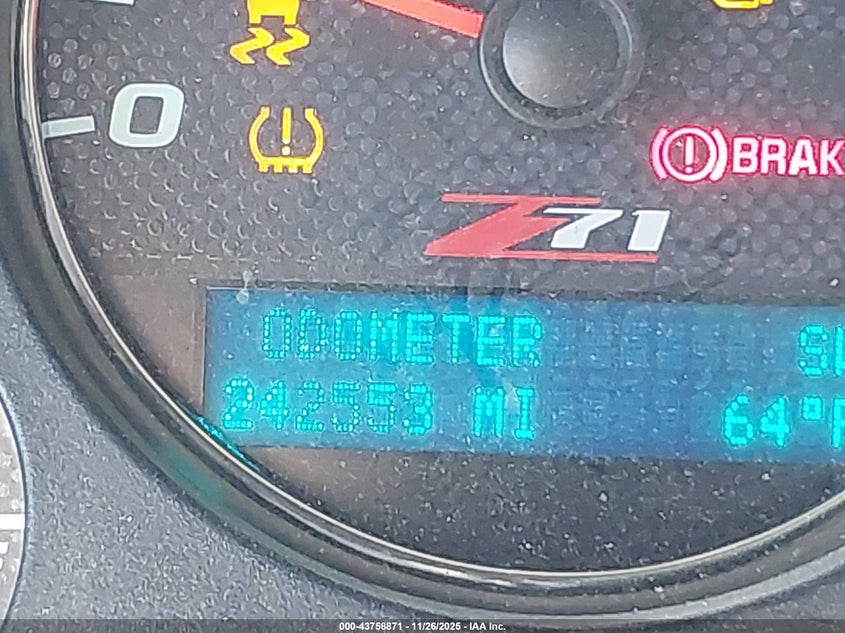 0
BRAK
Z71
ODOMETER
242553 MI
64°F
000-43758871 - 11/26/2025 - IAA Inc.